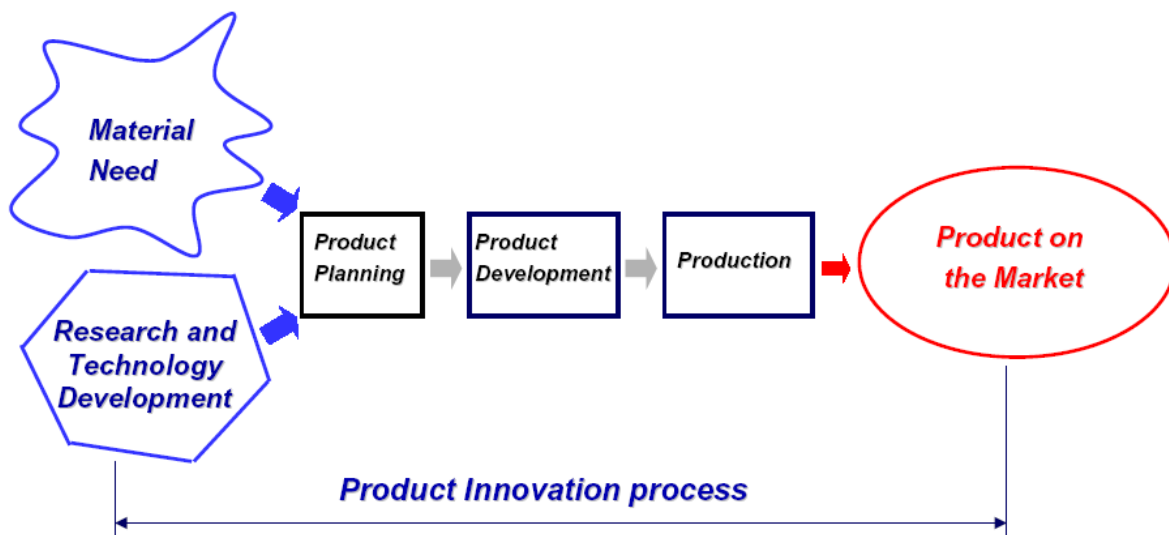 Material
Need
Research and
Technology
Development
Product
Planning
Product
Development
Production
Product on
the Market
Product Innovation process